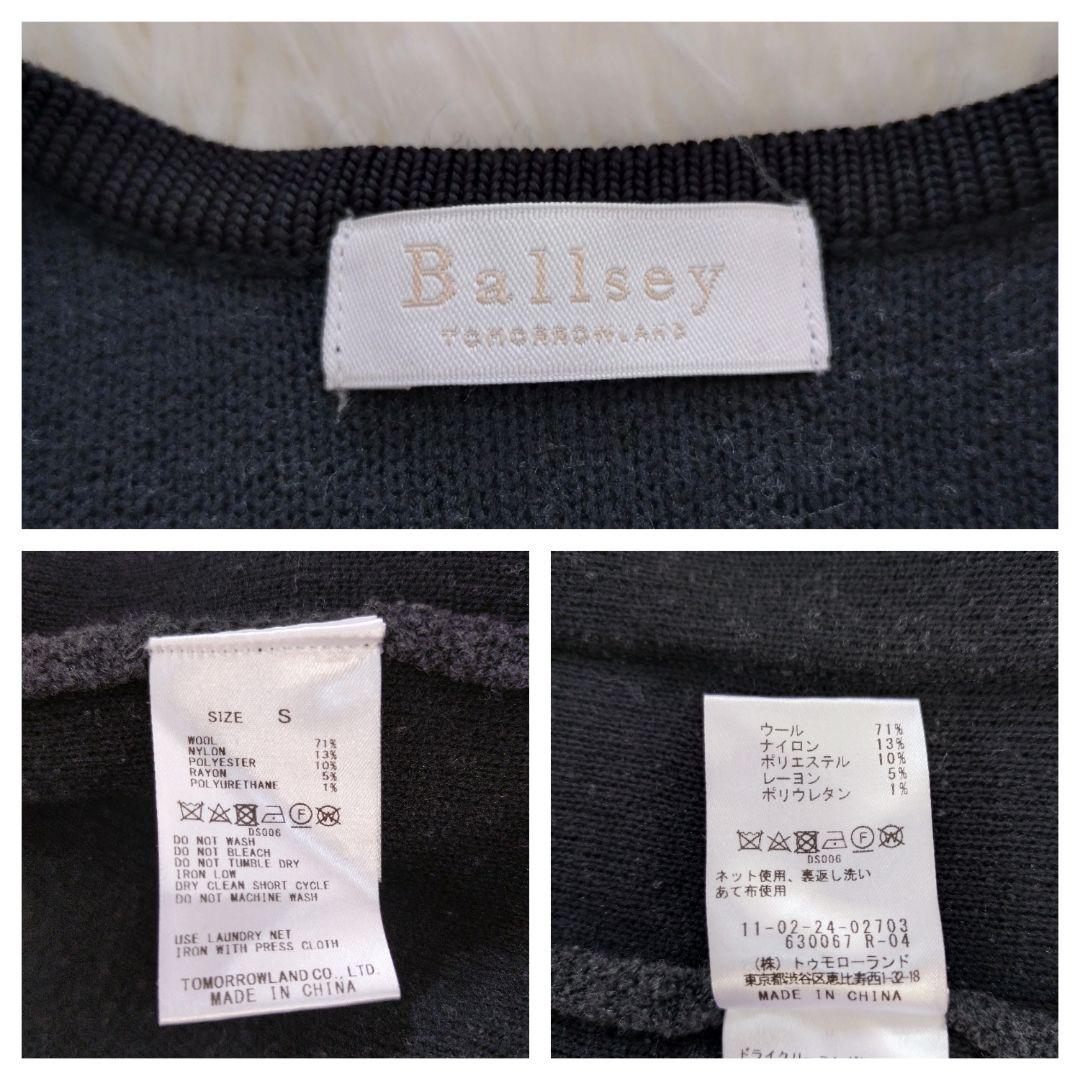 Ballsey
TOMORROWLAND
SIZE S
WOOL 71%
NYLON 13%
POLYESTER 10%
RAYON 5%
POLYURETHANE 1%
DS006
DO NOT WASH
DO NOT BLEACH
DO NOT TUMBLE DRY
IRON LOW
DRY CLEAN SHORT CYCLE
DO NOT MACHINE WASH
USE LAUNDRY NET
IRON WITH PRESS CLOTH
TOMORROWLAND CO., LTD.
MADE IN CHINA
ウール 71%
ナイロン 13%
ポリエステル 10%
レーヨン 5%
ポリウレタン 1%
DS006
ネット使用、裏返し洗い
あて布使用
11-02-24-02703
630067 R-04
(株) トゥモローランド
東京都渋谷区恵比寿西1-32-18
MADE IN CHINA